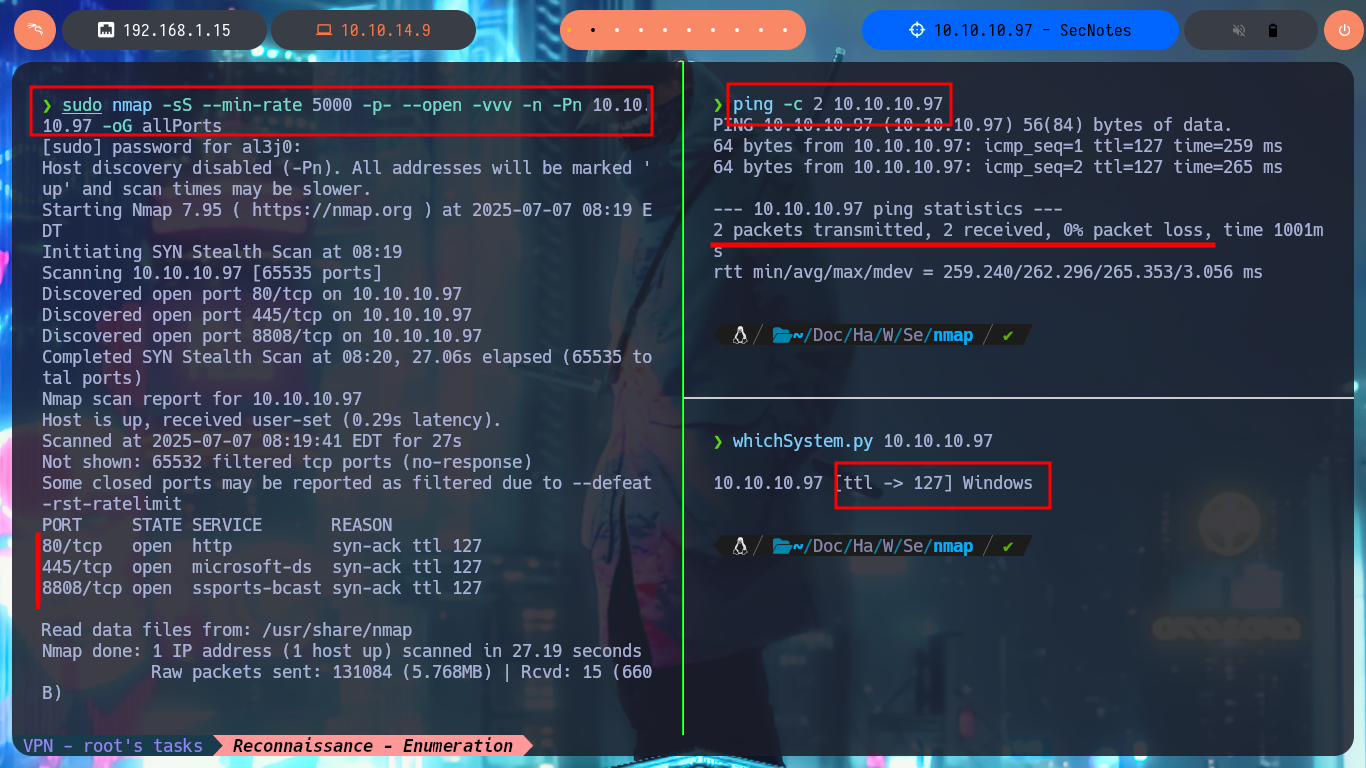 192.168.1.15
10.10.14.9
10.10.10.97 - SecNotes
❯ sudo nmap -sS --min-rate 5000 -p- --open -vvv -n -Pn 10.10.
10.97 -oG allPorts
[sudo] password for al3j0:
Host discovery disabled (-Pn). All addresses will be marked '
up' and scan times may be slower.
Starting Nmap 7.95 ( https://nmap.org ) at 2025-07-07 08:19 E
DT
Initiating SYN Stealth Scan at 08:19
Scanning 10.10.10.97 [65535 ports]
Discovered open port 80/tcp on 10.10.10.97
Discovered open port 445/tcp on 10.10.10.97
Discovered open port 8808/tcp on 10.10.10.97
Completed SYN Stealth Scan at 08:20, 27.06s elapsed (65535 to
tal ports)
Nmap scan report for 10.10.10.97
Host is up, received user-set (0.29s latency).
Scanned at 2025-07-07 08:19:41 EDT for 27s
Not shown: 65532 filtered tcp ports (no-response)
Some closed ports may be reported as filtered due to --defeat
-rst-ratelimit
PORT     STATE SERVICE       REASON
80/tcp   open  http          syn-ack ttl 127
445/tcp  open  microsoft-ds  syn-ack ttl 127
8808/tcp open  ssports-bcast syn-ack ttl 127
Read data files from: /usr/share/nmap
Nmap done: 1 IP address (1 host up) scanned in 27.19 seconds
Raw packets sent: 131084 (5.768MB) | Rcvd: 15 (660
B)
❯ ping -c 2 10.10.10.97
PING 10.10.10.97 (10.10.10.97) 56(84) bytes of data.
64 bytes from 10.10.10.97: icmp_seq=1 ttl=127 time=259 ms
64 bytes from 10.10.10.97: icmp_seq=2 ttl=127 time=265 ms
--- 10.10.10.97 ping statistics ---
2 packets transmitted, 2 received, 0% packet loss, time 1001m
s
rtt min/avg/max/mdev = 259.240/262.296/265.353/3.056 ms
~/Doc/Ha/W/Se/nmap / ✔
❯ whichSystem.py 10.10.10.97
10.10.10.97 [ttl -> 127] Windows
~/Doc/Ha/W/Se/nmap / ✔
VPN - root's tasks
Reconnaissance - Enumeration